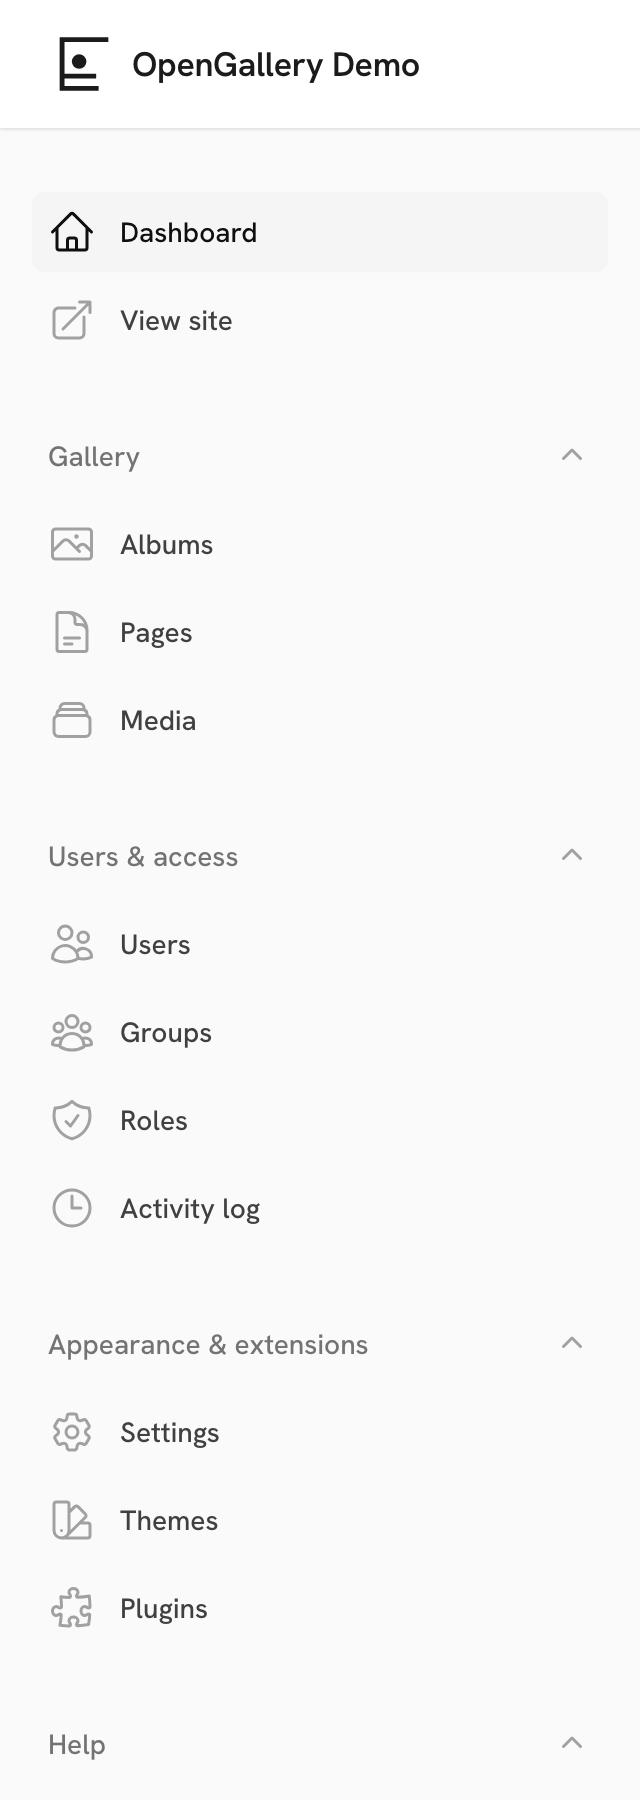 OpenGallery Demo
Dashboard
View site
Gallery
Albums
Pages
Media
Users & access
Users
Groups
Roles
Activity log
Appearance & extensions
Settings
Themes
Plugins
Help